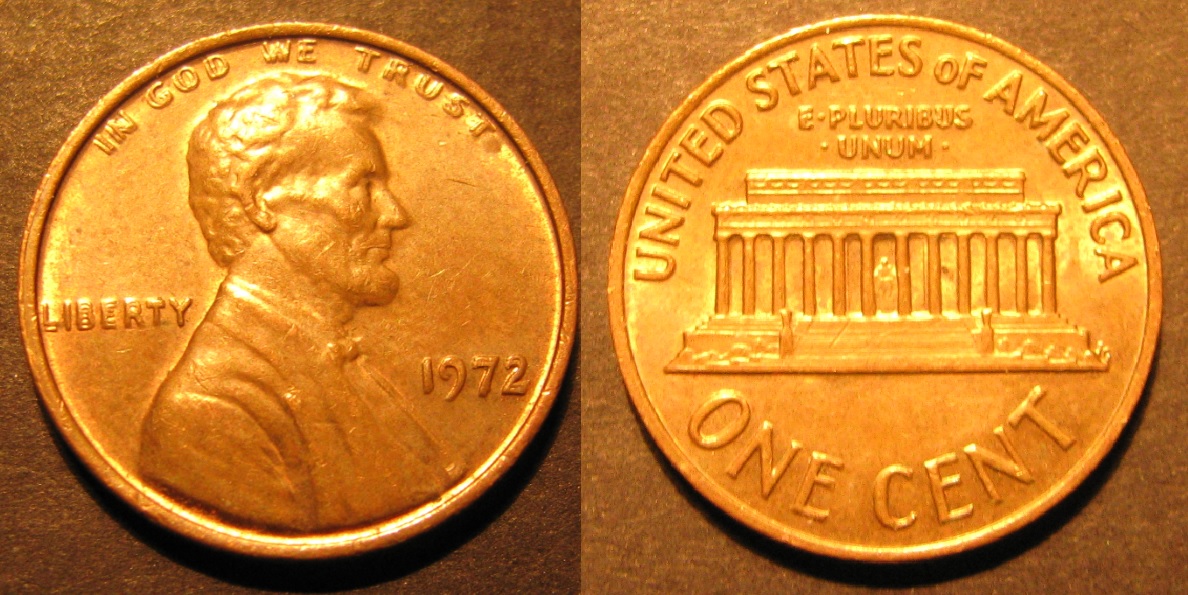 IN GOD WE TRUST
LIBERTY
1972
UNITED STATES OF AMERICA
E·PLURIBUS
·UNUM·
ONE CENT